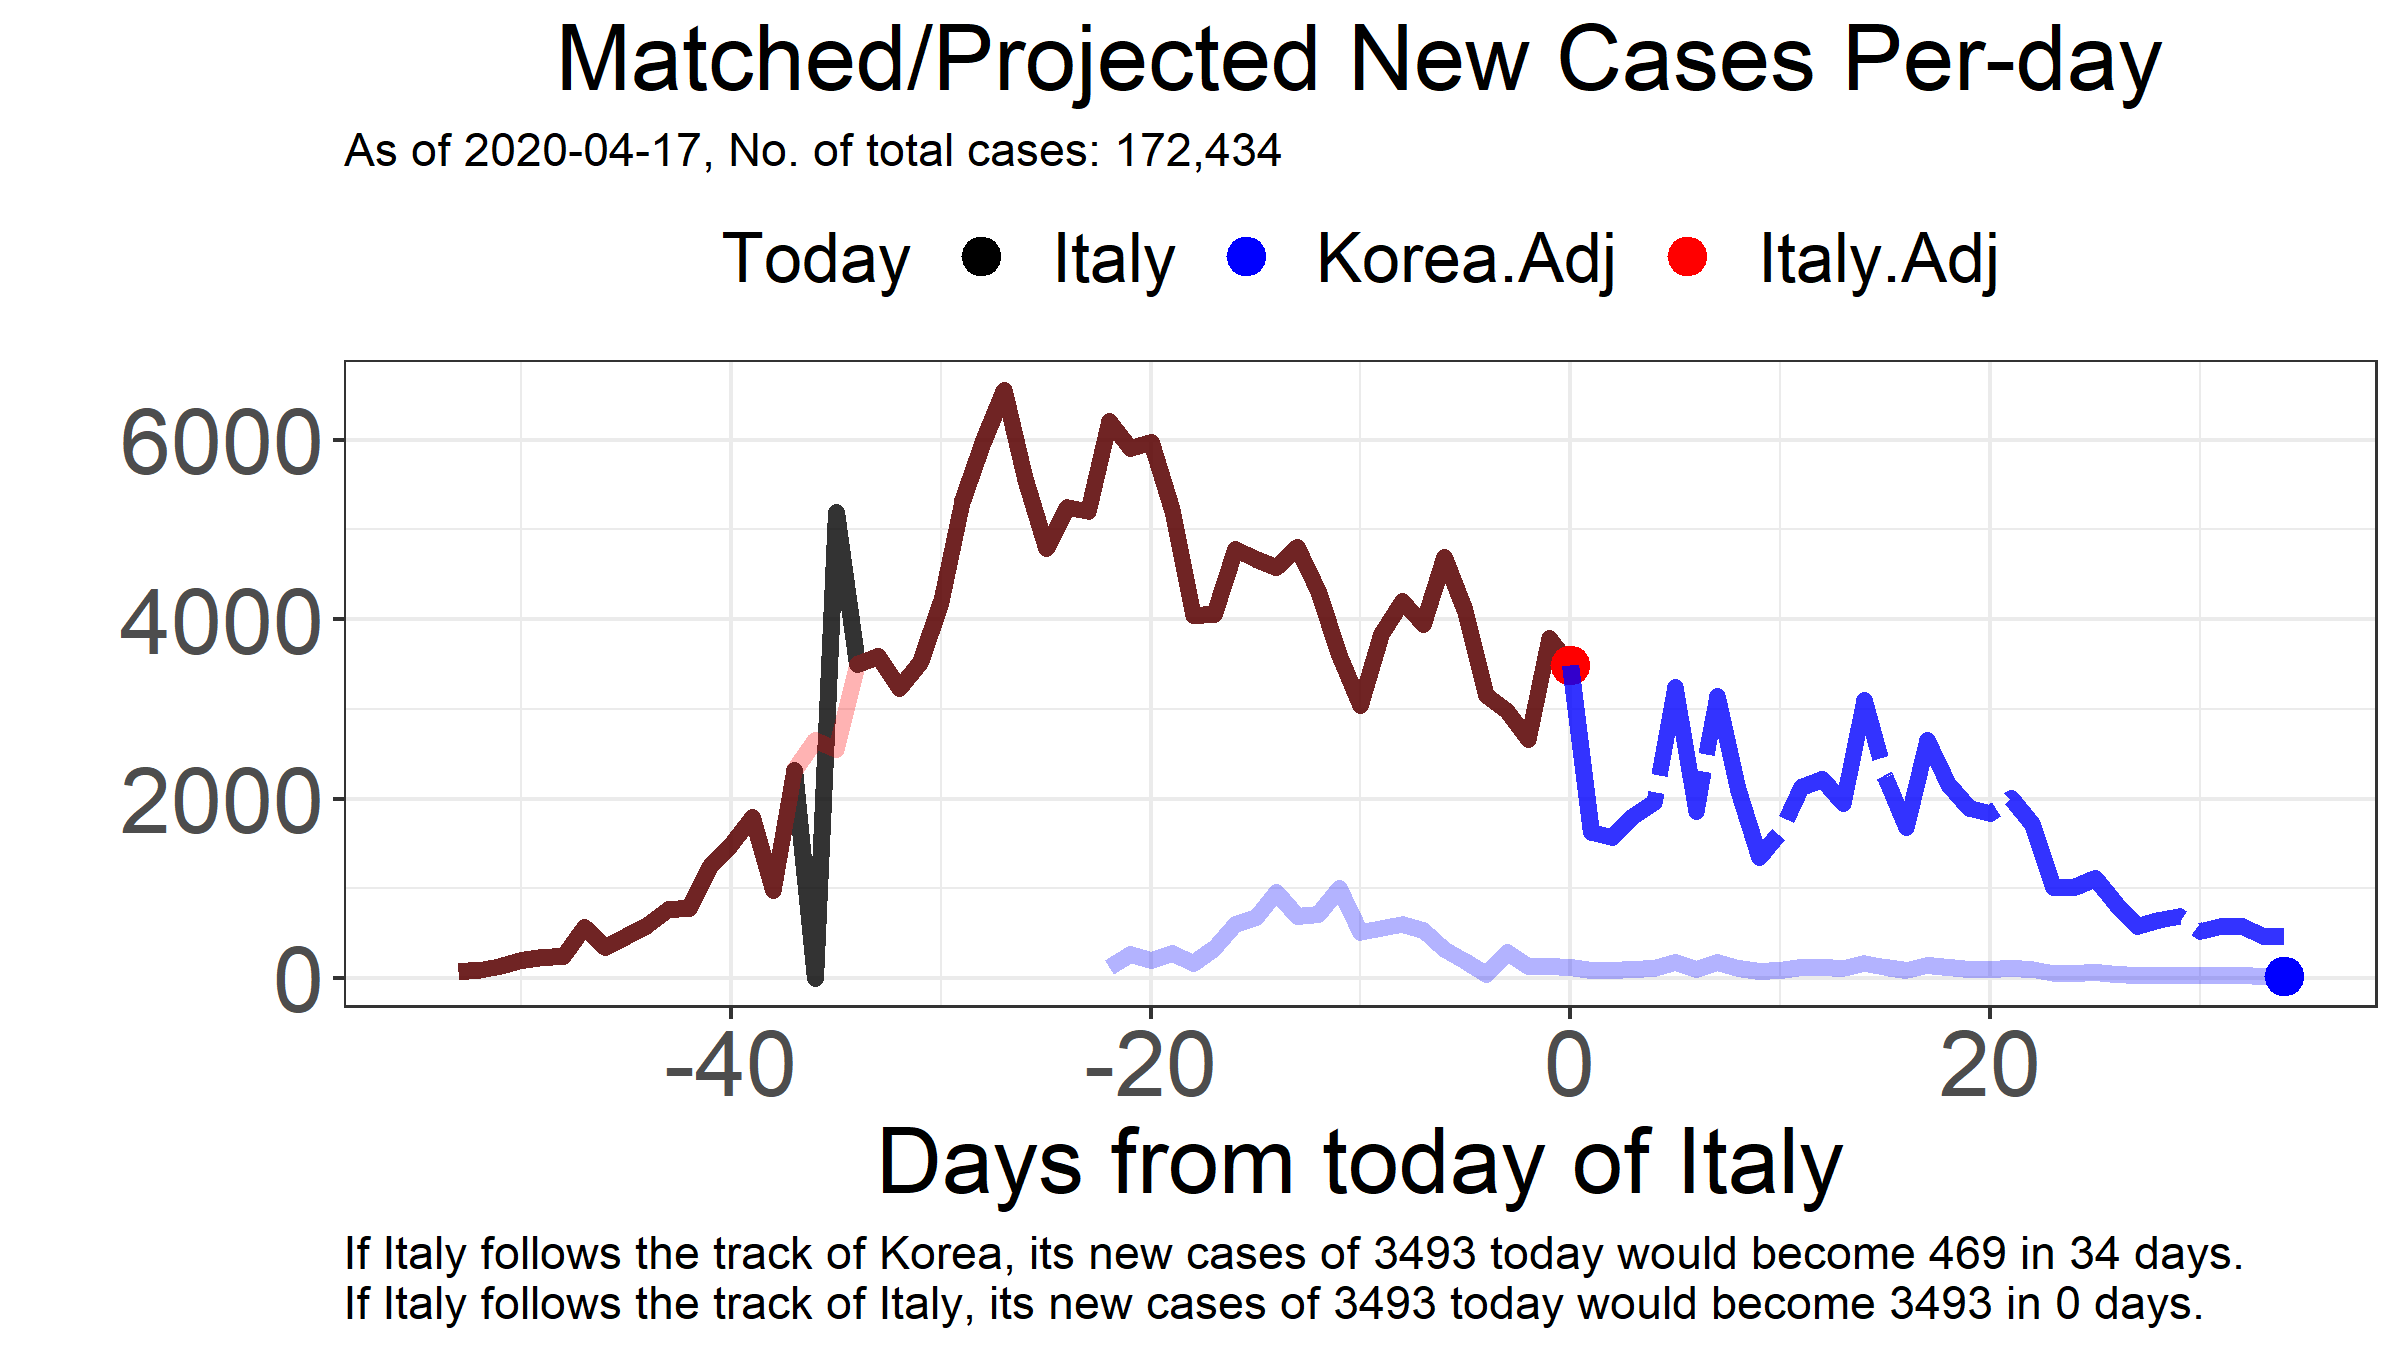 Matched/Projected New Cases Per-day
As of 2020-04-17, No. of total cases: 172,434
Today Italy Korea.Adj Italy.Adj
6000
4000
2000
0
-40 -20 0 20
Days from today of Italy
If Italy follows the track of Korea, its new cases of 3493 today would become 469 in 34 days.
If Italy follows the track of Italy, its new cases of 3493 today would become 3493 in 0 days.